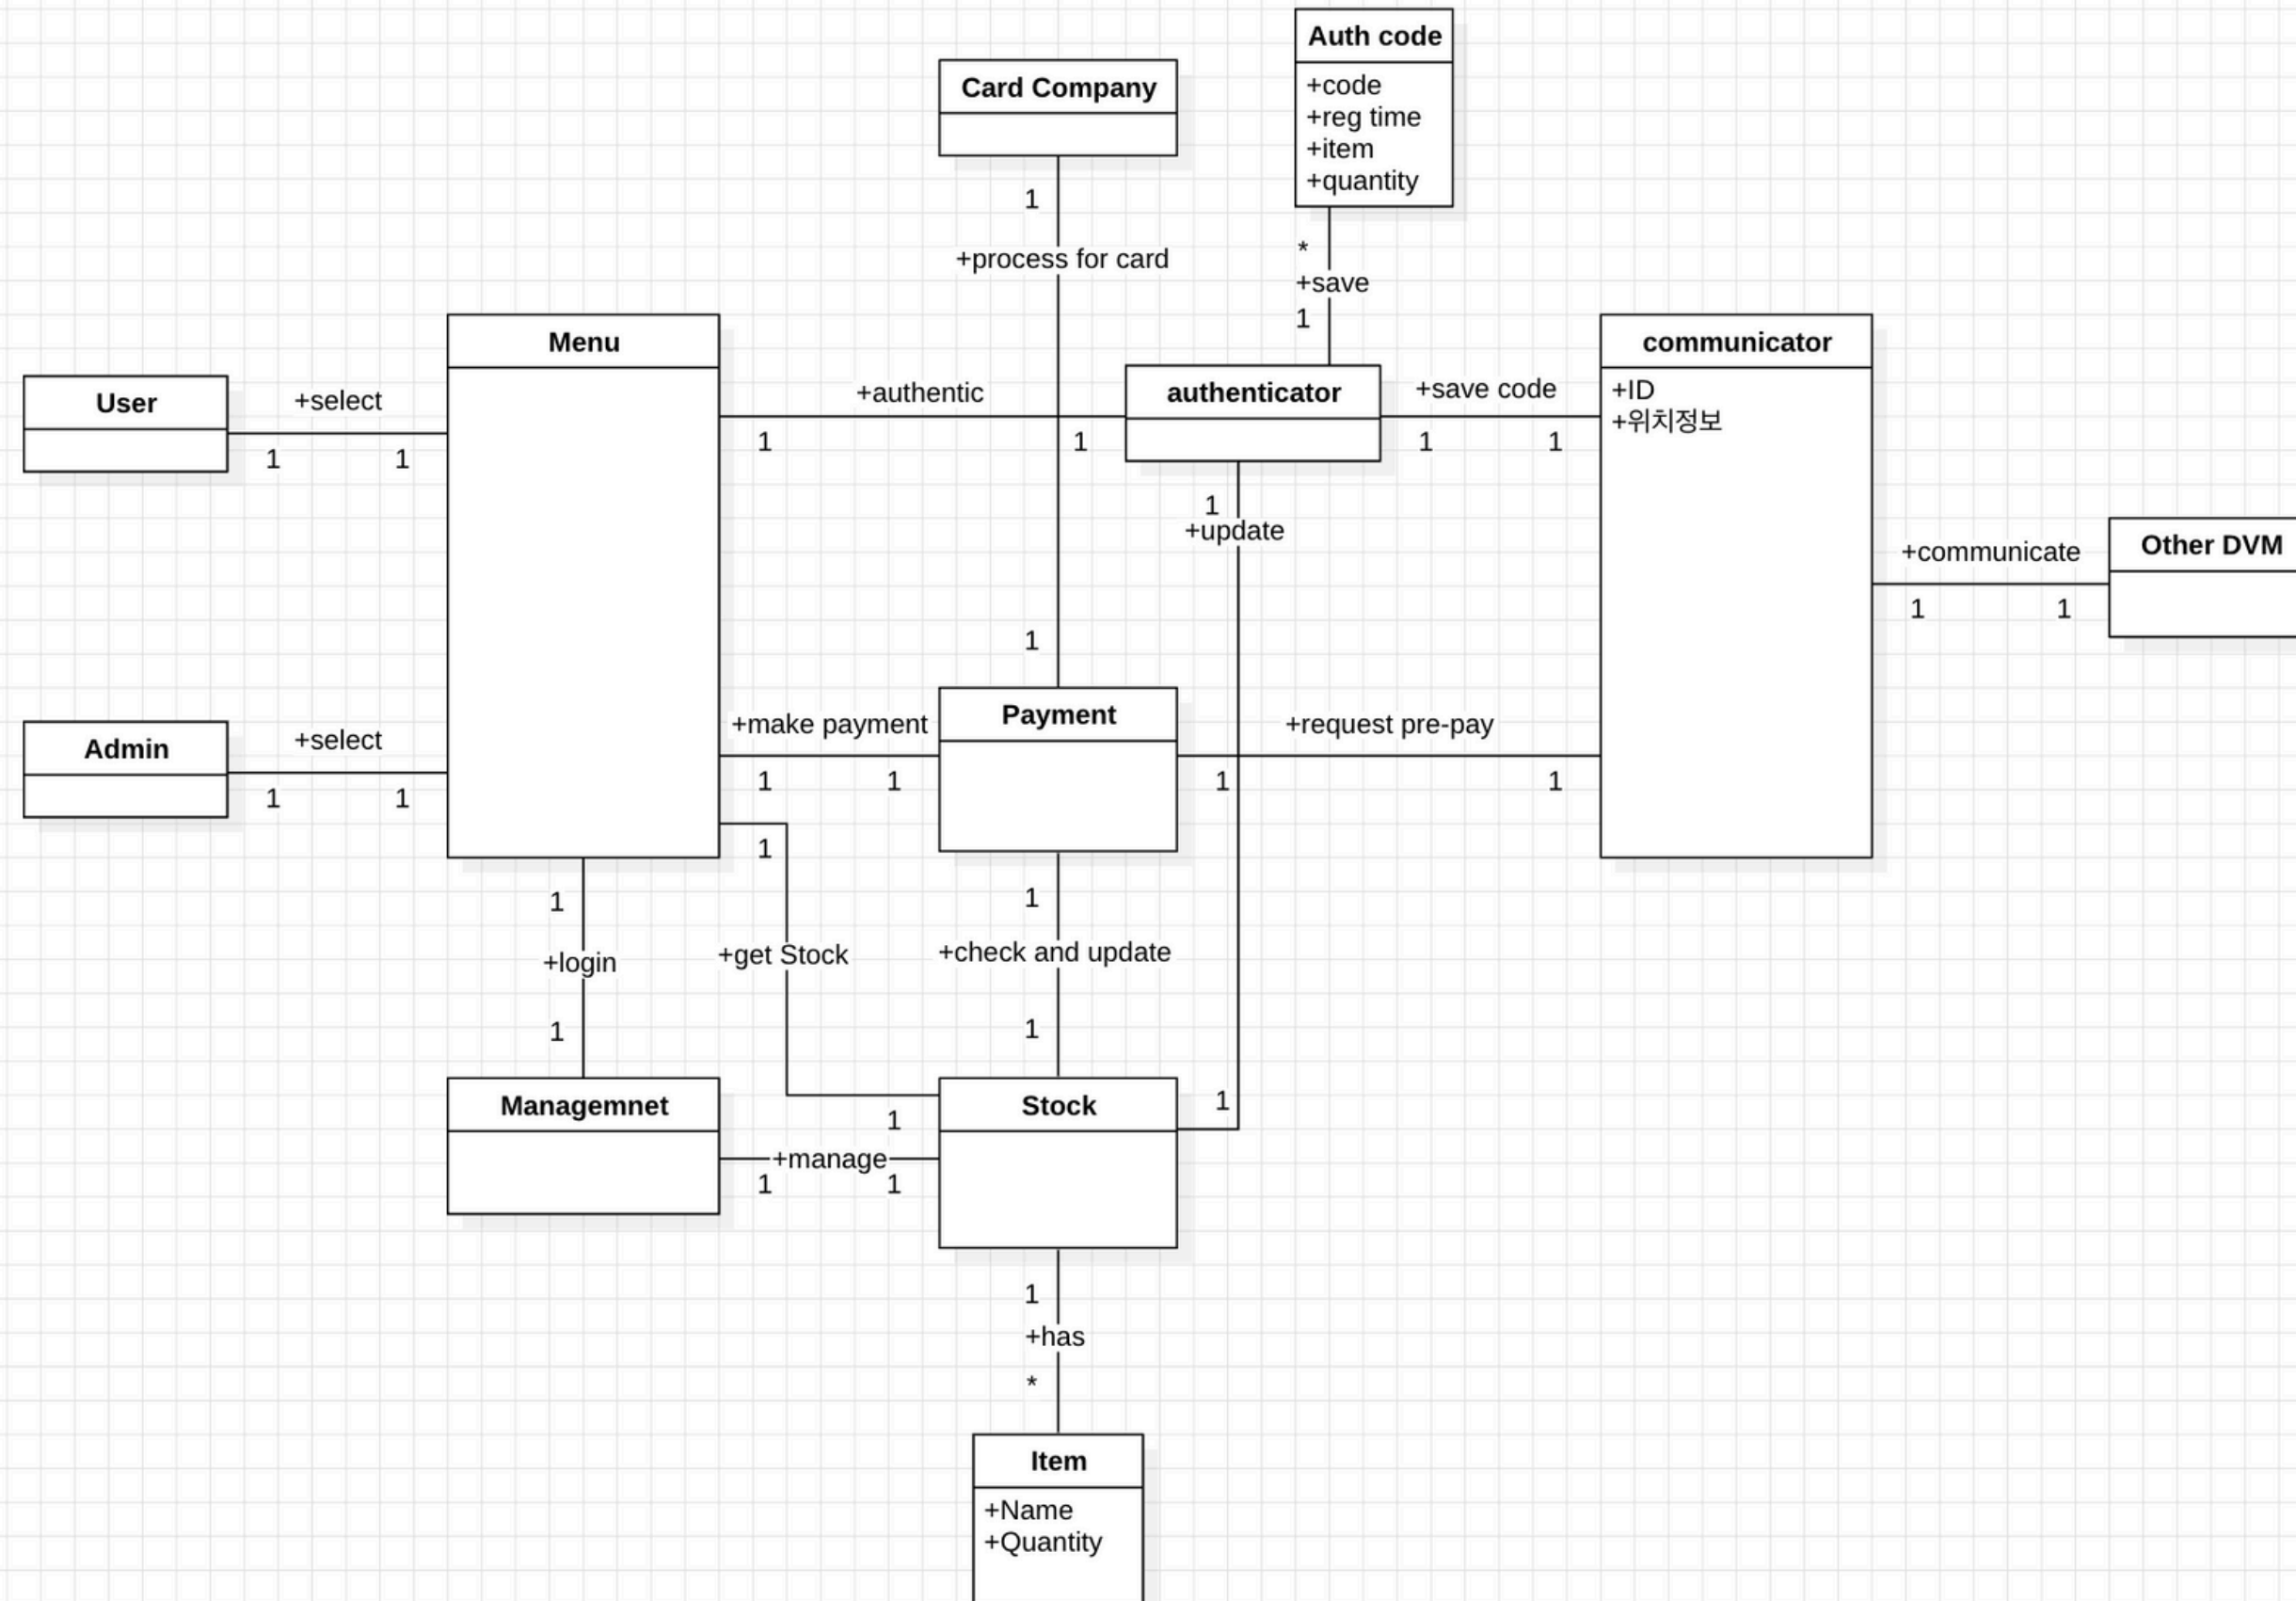 Auth code
+code
+reg time
+item
+quantity
Card Company
1
+process for card
*
+save
1
Menu
communicator
+ID
+위치정보
User
+select
1 1
+authentic
1 1
authenticator
+save code
1 1
1
+update
Other DVM
+communicate
1 1
1
Payment
Admin
+select
1 1
+make payment
1 1
+request pre-pay
1 1
1
1
+login
1
+get Stock
1
+check and update
1
Managemnet
Stock
1
1
+manage
1 1
1
+has
*
Item
+Name
+Quantity